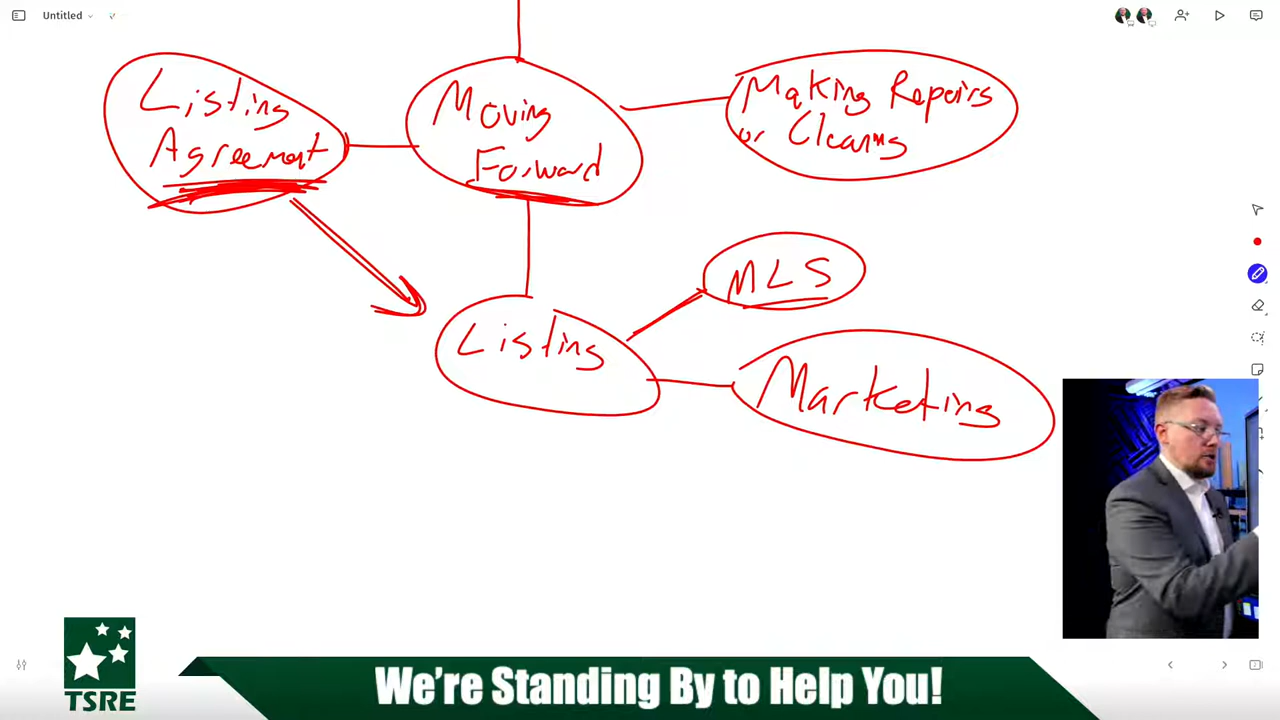 Untitled
Listing
Agreement
Moving
Forward
Making Repairs
or Cleaning
MLS
Listing
Marketing
TSRE
We're Standing By to Help You!